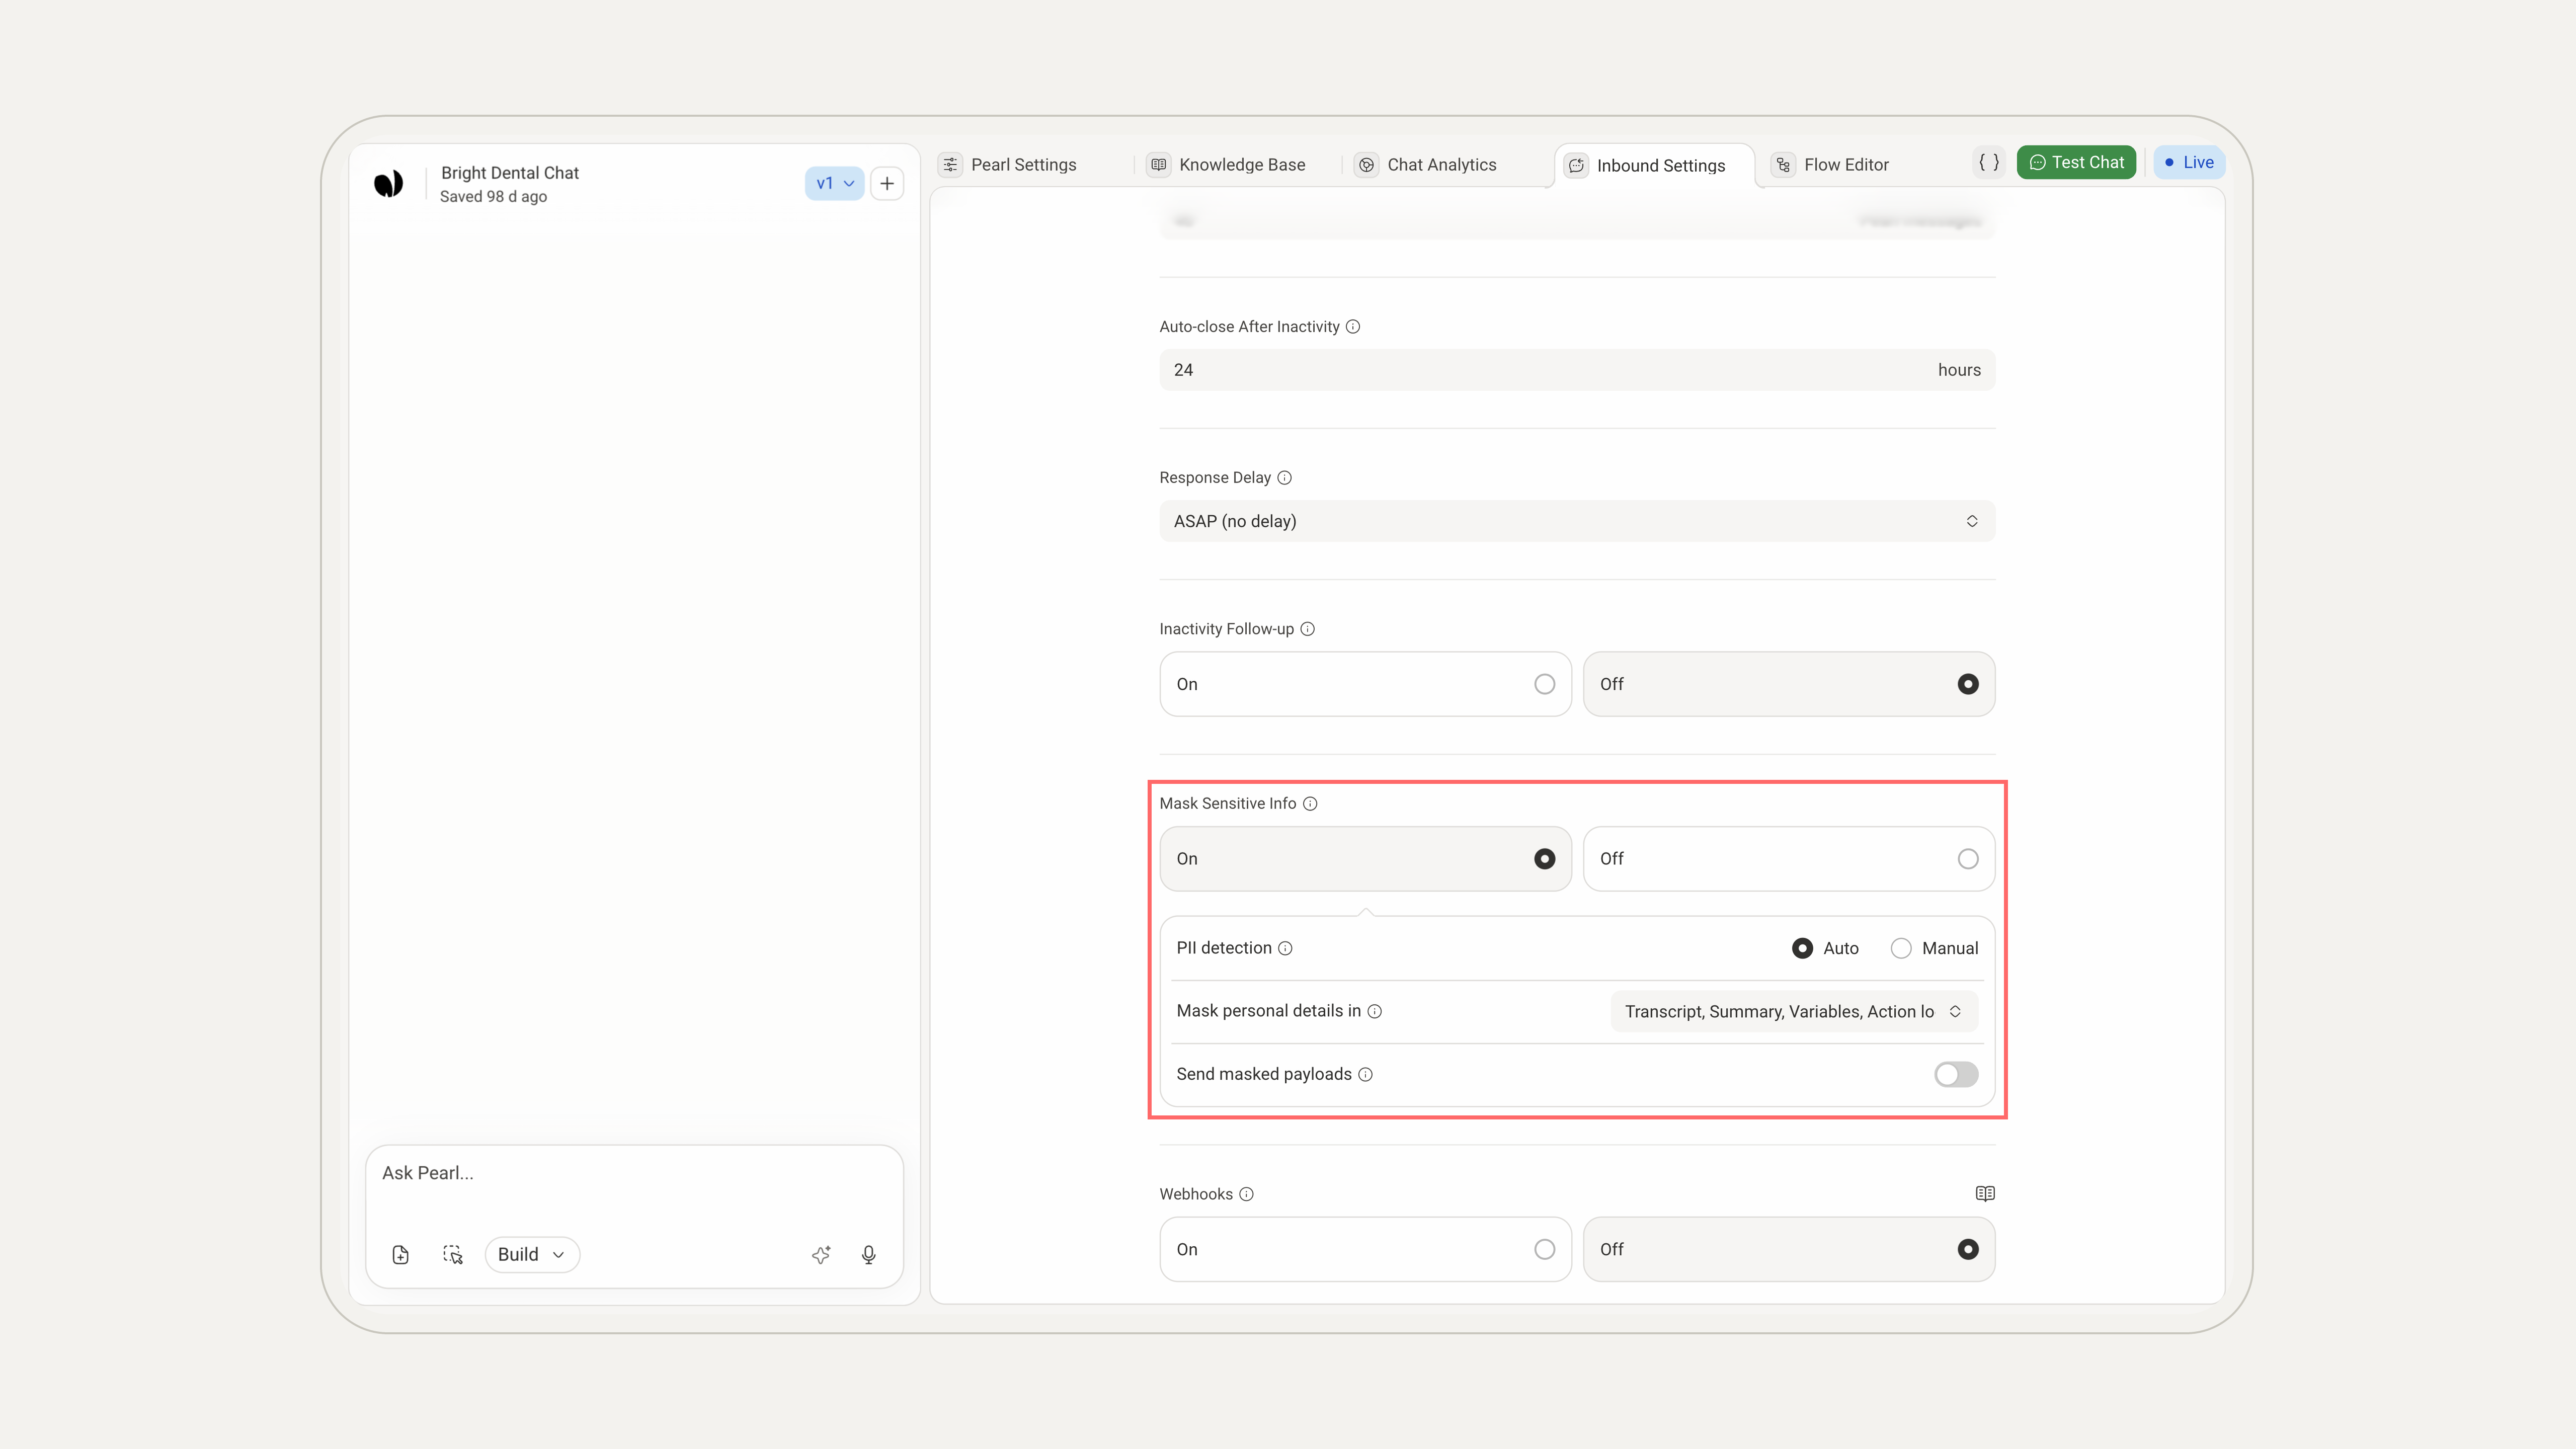 Bright Dental Chat
Saved 98 d ago
v1
Pearl Settings
Knowledge Base
Chat Analytics
Inbound Settings
Flow Editor
{ }
Test Chat
Live
Auto-close After Inactivity
24 hours
Response Delay
ASAP (no delay)
Inactivity Follow-up
On
Off
Mask Sensitive Info
On
Off
PII detection
Auto
Manual
Mask personal details in
Transcript, Summary, Variables, Action lo
Send masked payloads
Webhooks
On
Off
Ask Pearl...
Build